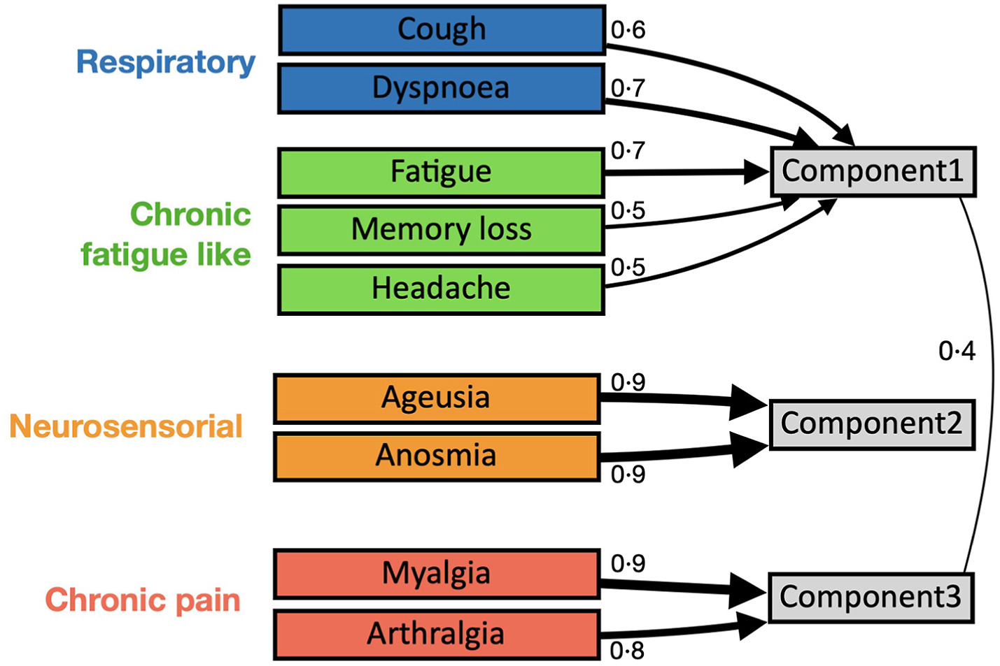 Respiratory
Cough
0·6
Dyspnoea
0·7
Chronic
fatigue like
Fatigue
0·7
Memory loss
0·5
Headache
0·5
Component1
0·4
Neurosensorial
Ageusia
0·9
Anosmia
0·9
Component2
Chronic pain
Myalgia
0·9
Arthralgia
0·8
Component3